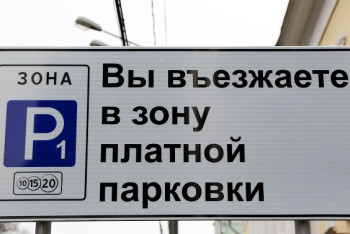 ЗОНА
P1
10 15 20
Вы въезжаете
в зону
платной
парковки